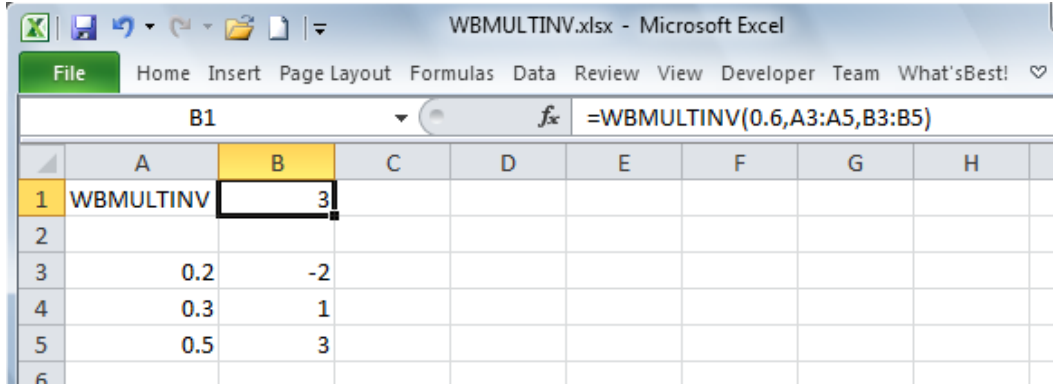 WBMULTINV.xlsx - Microsoft Excel
File Home Insert Page Layout Formulas Data Review View Developer Team What'sBest!
B1 fx =WBMULTINV(0.6,A3:A5,B3:B5)
A B C D E F G H
1 WBMULTINV 3
2
3 0.2 -2
4 0.3 1
5 0.5 3
6